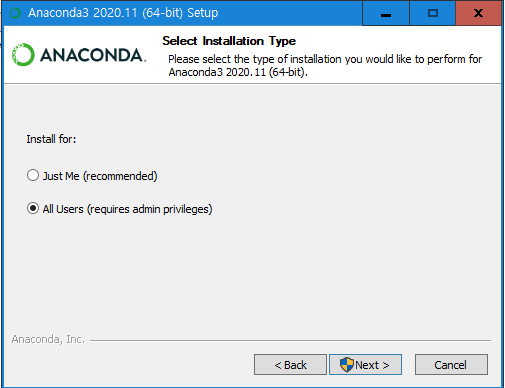 Anaconda3 2020.11 (64-bit) Setup
ANACONDA.
Select Installation Type
Please select the type of installation you would like to perform for
Anaconda3 2020.11 (64-bit).
Install for:
Just Me (recommended)
All Users (requires admin privileges)
Anaconda, Inc.
< Back Next > Cancel